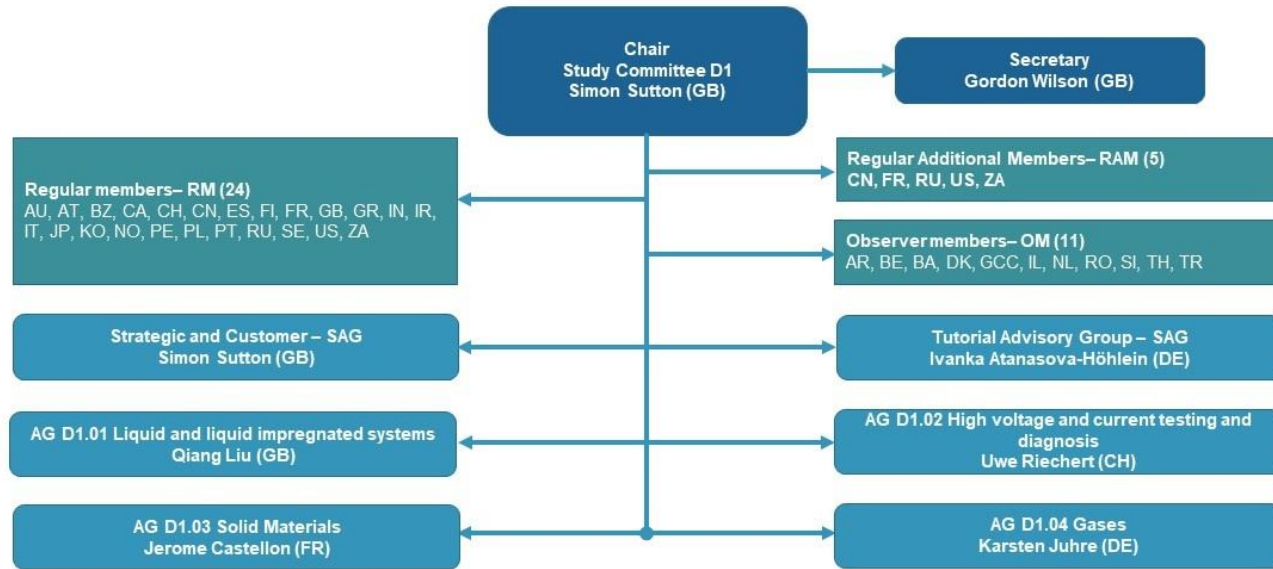 Chair
Study Committee D1
Simon Sutton (GB)
Secretary
Gordon Wilson (GB)
Regular members– RM (24)
AU, AT, BZ, CA, CH, CN, ES, FI, FR, GB, GR, IN, IR,
IT, JP, KO, NO, PE, PL, PT, RU, SE, US, ZA
Regular Additional Members– RAM (5)
CN, FR, RU, US, ZA
Observer members– OM (11)
AR, BE, BA, DK, GCC, IL, NL, RO, SI, TH, TR
Strategic and Customer – SAG
Simon Sutton (GB)
Tutorial Advisory Group – SAG
Ivanka Atanasova-Höhlein (DE)
AG D1.01 Liquid and liquid impregnated systems
Qiang Liu (GB)
AG D1.02 High voltage and current testing and
diagnosis
Uwe Riechert (CH)
AG D1.03 Solid Materials
Jerome Castellon (FR)
AG D1.04 Gases
Karsten Juhre (DE)